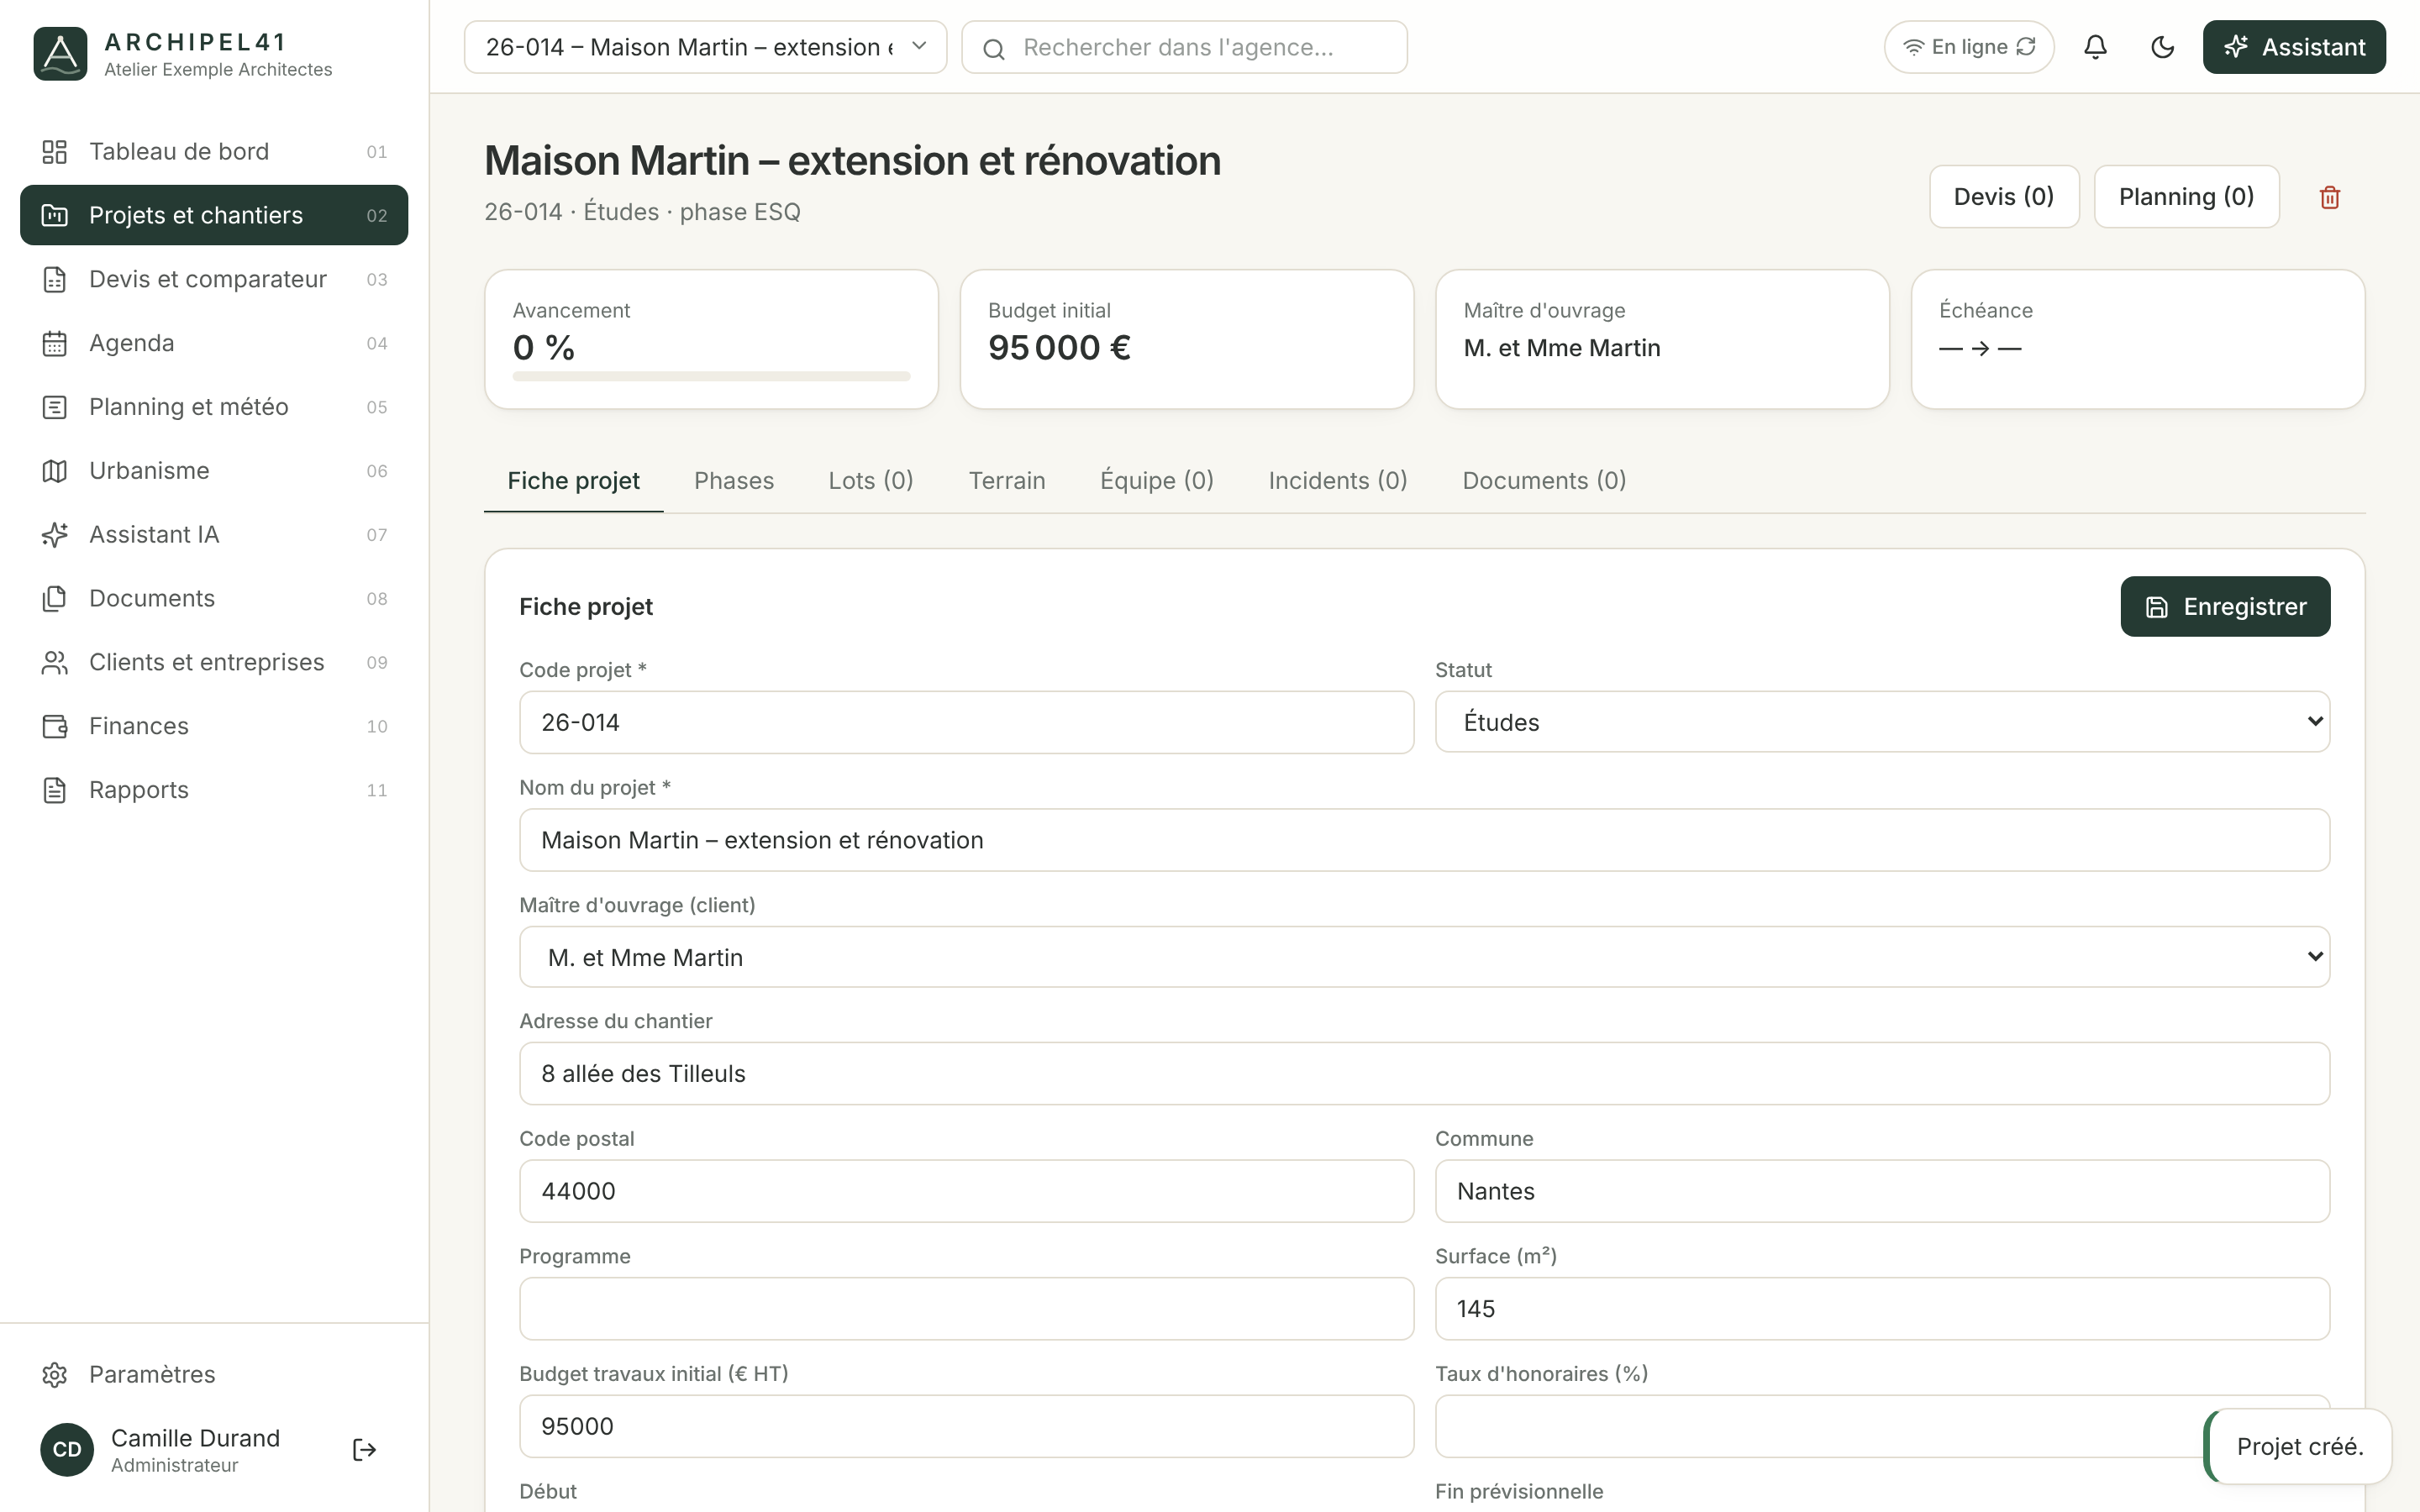 ARCHIPEL41
Atelier Exemple Architectes
Tableau de bord 01
Projets et chantiers 02
Devis et comparateur 03
Agenda 04
Planning et météo 05
Urbanisme 06
Assistant IA 07
Documents 08
Clients et entreprises 09
Finances 10
Rapports 11
Paramètres
CD
Camille Durand
Administrateur
26-014 – Maison Martin – extension
Rechercher dans l'agence...
En ligne
Assistant
Maison Martin – extension et rénovation
26-014 · Études · phase ESQ
Devis (0)
Planning (0)
Avancement
0 %
Budget initial
95 000 €
Maître d'ouvrage
M. et Mme Martin
Échéance
— → —
Fiche projet
Phases
Lots (0)
Terrain
Équipe (0)
Incidents (0)
Documents (0)
Fiche projet
Enregistrer
Code projet *
26-014
Statut
Études
Nom du projet *
Maison Martin – extension et rénovation
Maître d'ouvrage (client)
M. et Mme Martin
Adresse du chantier
8 allée des Tilleuls
Code postal
44000
Commune
Nantes
Programme
Surface (m²)
145
Budget travaux initial (€ HT)
95000
Taux d'honoraires (%)
Début
Fin prévisionnelle
Projet créé.